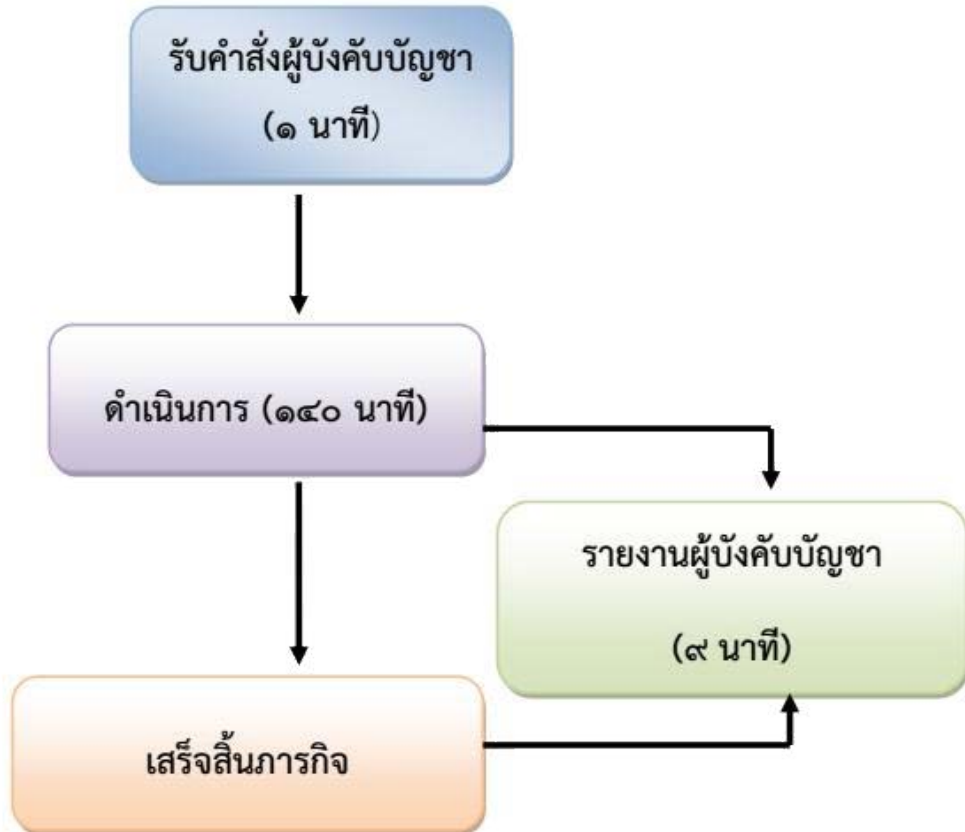 รับคำสั่งผู้บังคับบัญชา
(๑ นาที)
ดำเนินการ (๑๔๐ นาที)
รายงานผู้บังคับบัญชา
(๙ นาที)
เสร็จสิ้นภารกิจ